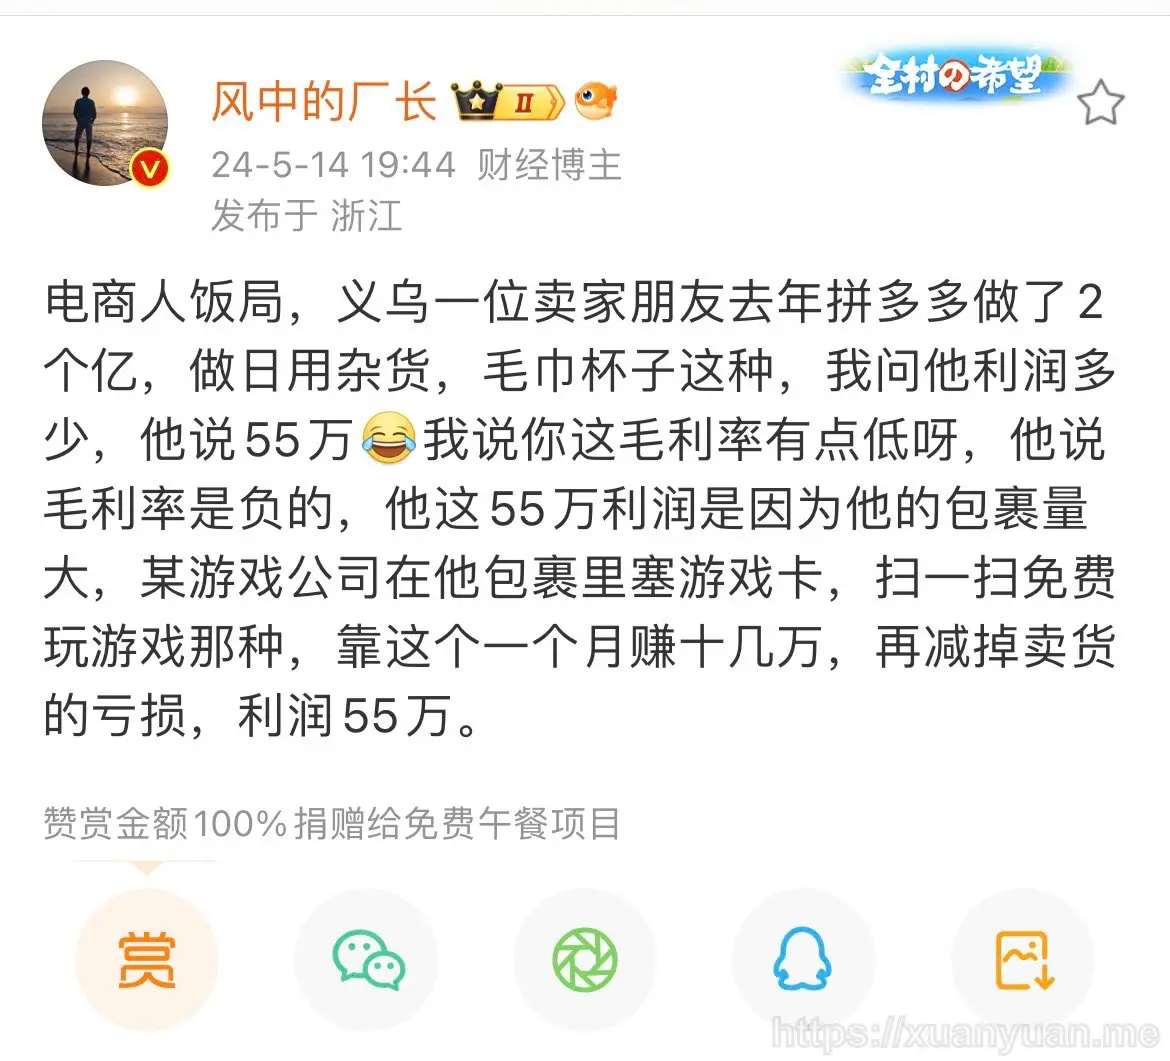 全村の希望
风中的厂长 II
24-5-14 19:44 财经博主
发布于 浙江
电商人饭局，义乌一位卖家朋友去年拼多多做了2
个亿，做日用杂货，毛巾杯子这种，我问他利润多
少，他说55万😂我说你这毛利率有点低呀，他说
毛利率是负的，他这55万利润是因为他的包裹量
大，某游戏公司在他包裹里塞游戏卡，扫一扫免费
玩游戏那种，靠这个一个月赚十几万，再减掉卖货
的亏损，利润55万。
赞赏金额100%捐赠给免费午餐项目
赏
https://xuanyuan.me